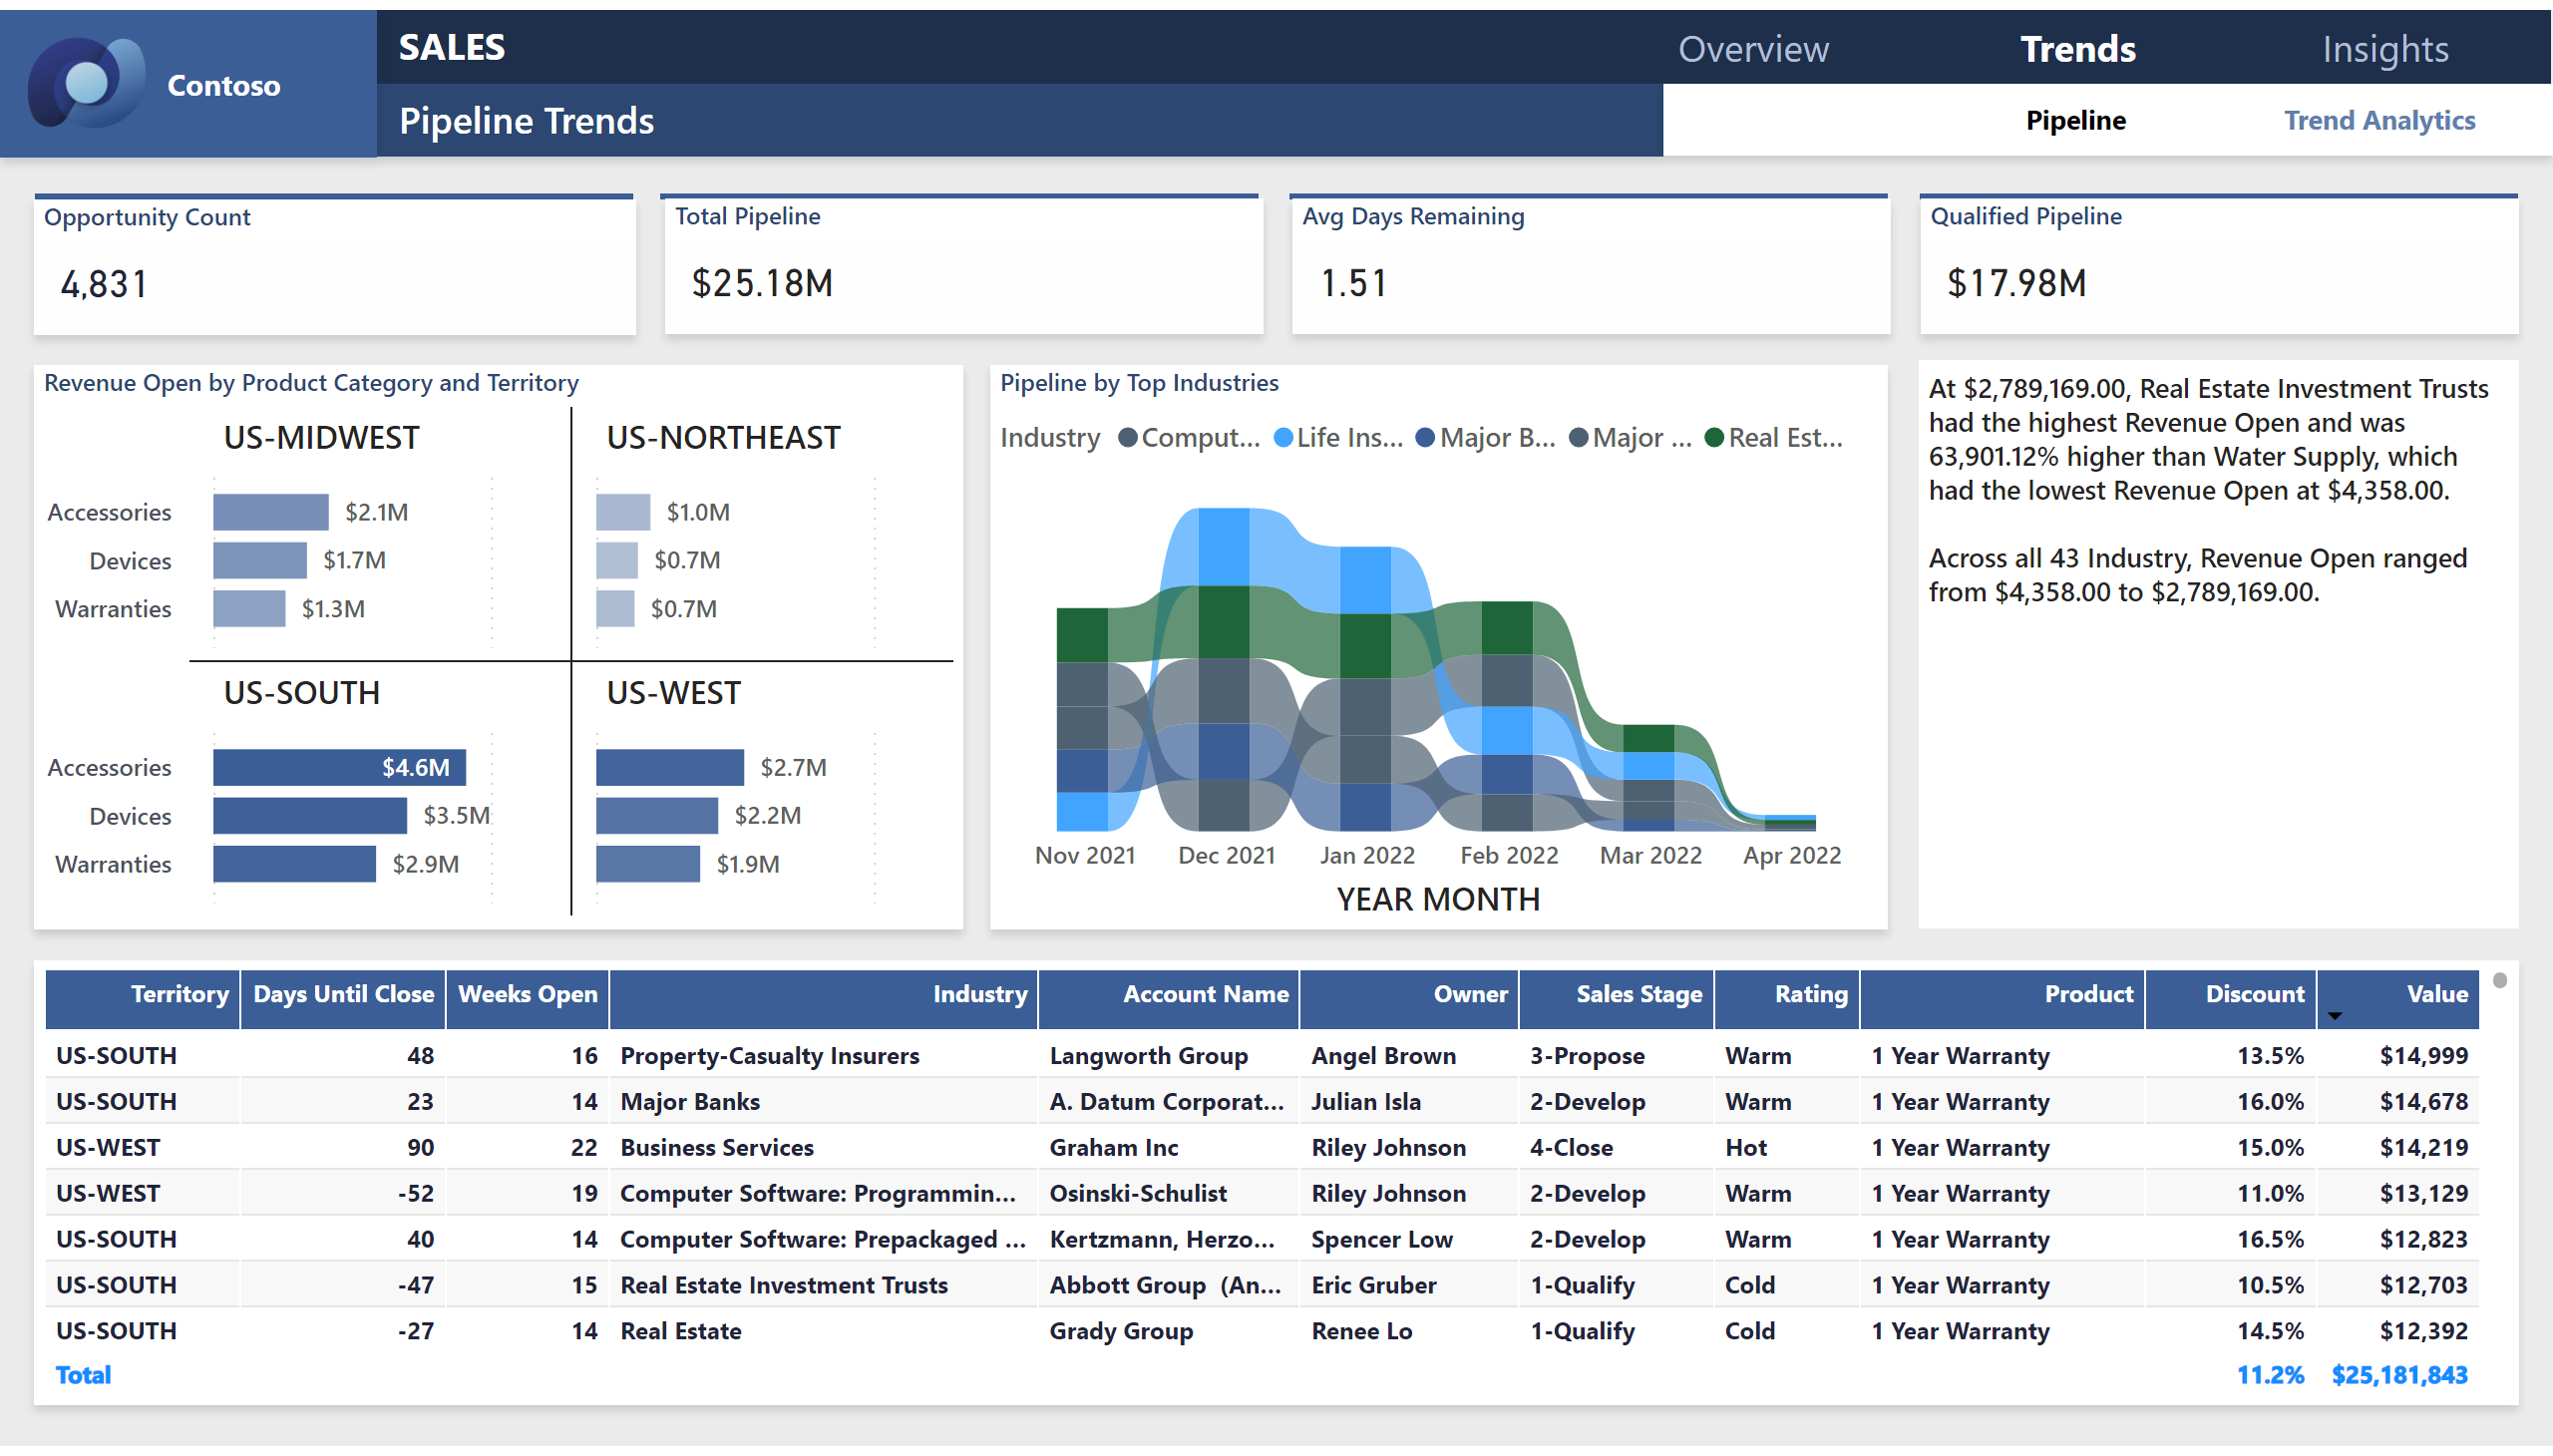 Contoso
SALES
Overview
Trends
Insights
Pipeline Trends
Pipeline
Trend Analytics
Opportunity Count
4,831
Total Pipeline
$25.18M
Avg Days Remaining
1.51
Qualified Pipeline
$17.98M
Revenue Open by Product Category and Territory
US-MIDWEST
Accessories $2.1M
Devices $1.7M
Warranties $1.3M
US-NORTHEAST
$1.0M
$0.7M
$0.7M
US-SOUTH
Accessories $4.6M
Devices $3.5M
Warranties $2.9M
US-WEST
$2.7M
$2.2M
$1.9M
Pipeline by Top Industries
Industry Comput... Life Ins... Major B... Major ... Real Est...
Nov 2021 Dec 2021 Jan 2022 Feb 2022 Mar 2022 Apr 2022
YEAR MONTH
At $2,789,169.00, Real Estate Investment Trusts
had the highest Revenue Open and was
63,901.12% higher than Water Supply, which
had the lowest Revenue Open at $4,358.00.
Across all 43 Industry, Revenue Open ranged
from $4,358.00 to $2,789,169.00.
Territory Days Until Close Weeks Open Industry Account Name Owner Sales Stage Rating Product Discount Value
US-SOUTH 48 16 Property-Casualty Insurers Langworth Group Angel Brown 3-Propose Warm 1 Year Warranty 13.5% $14,999
US-SOUTH 23 14 Major Banks A. Datum Corporat... Julian Isla 2-Develop Warm 1 Year Warranty 16.0% $14,678
US-WEST 90 22 Business Services Graham Inc Riley Johnson 4-Close Hot 1 Year Warranty 15.0% $14,219
US-WEST -52 19 Computer Software: Programmin... Osinski-Schulist Riley Johnson 2-Develop Warm 1 Year Warranty 11.0% $13,129
US-SOUTH 40 14 Computer Software: Prepackaged ... Kertzmann, Herzo... Spencer Low 2-Develop Warm 1 Year Warranty 16.5% $12,823
US-SOUTH -47 15 Real Estate Investment Trusts Abbott Group (An... Eric Gruber 1-Qualify Cold 1 Year Warranty 10.5% $12,703
US-SOUTH -27 14 Real Estate Grady Group Renee Lo 1-Qualify Cold 1 Year Warranty 14.5% $12,392
Total 11.2% $25,181,843